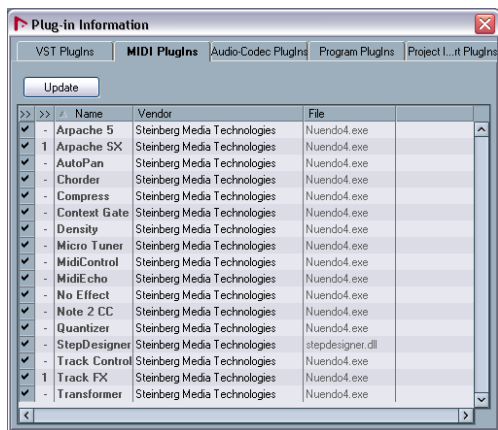 Plug-in Information
VST PlugIns MIDI PlugIns Audio-Codec PlugIns Program PlugIns Project I...rt PlugIns
Update
>> >> Name Vendor File
- Arpache 5 Steinberg Media Technologies Nuendo4.exe
1 Arpache SX Steinberg Media Technologies Nuendo4.exe
- AutoPan Steinberg Media Technologies Nuendo4.exe
- Chorder Steinberg Media Technologies Nuendo4.exe
- Compress Steinberg Media Technologies Nuendo4.exe
- Context Gate Steinberg Media Technologies Nuendo4.exe
- Density Steinberg Media Technologies Nuendo4.exe
- Micro Tuner Steinberg Media Technologies Nuendo4.exe
- MidiControl Steinberg Media Technologies Nuendo4.exe
- MidiEcho Steinberg Media Technologies Nuendo4.exe
- No Effect Steinberg Media Technologies Nuendo4.exe
- Note 2 CC Steinberg Media Technologies Nuendo4.exe
- Quantizer Steinberg Media Technologies Nuendo4.exe
- StepDesigner Steinberg Media Technologies stepdesigner.dll
- Track Control Steinberg Media Technologies Nuendo4.exe
1 Track FX Steinberg Media Technologies Nuendo4.exe
- Transformer Steinberg Media Technologies Nuendo4.exe